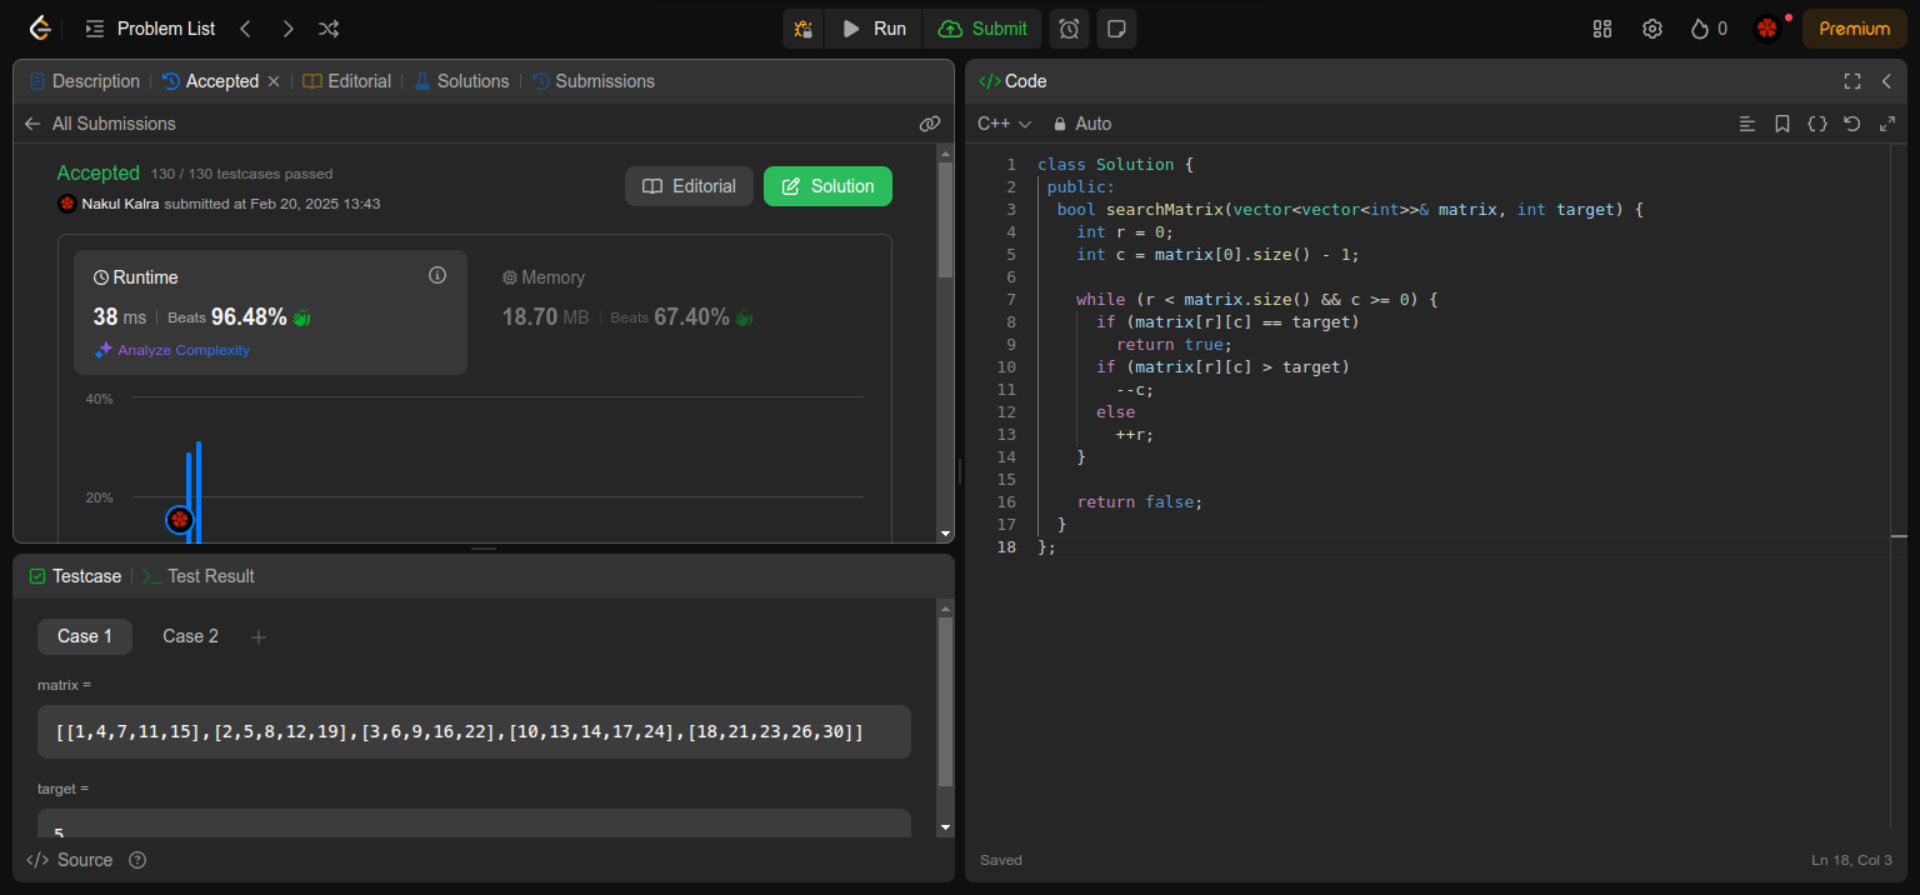 Problem List
Run
Submit
0
Premium
Description
Accepted
Editorial
Solutions
Submissions
All Submissions
Accepted 130 / 130 testcases passed
Nakul Kalra submitted at Feb 20, 2025 13:43
Editorial
Solution
Runtime
38 ms | Beats 96.48%
Analyze Complexity
Memory
18.70 MB | Beats 67.40%
40%
20%
Testcase
>_ Test Result
Case 1
Case 2
+
matrix =
[[1,4,7,11,15],[2,5,8,12,19],[3,6,9,16,22],[10,13,14,17,24],[18,21,23,26,30]]
target =
5
</> Source
</> Code
C++
Auto
1 class Solution {
2 public:
3 bool searchMatrix(vector<vector<int>>& matrix, int target) {
4 int r = 0;
5 int c = matrix[0].size() - 1;
6
7 while (r < matrix.size() && c >= 0) {
8 if (matrix[r][c] == target)
9 return true;
10 if (matrix[r][c] > target)
11 --c;
12 else
13 ++r;
14 }
15
16 return false;
17 }
18 };
Saved
Ln 18, Col 3